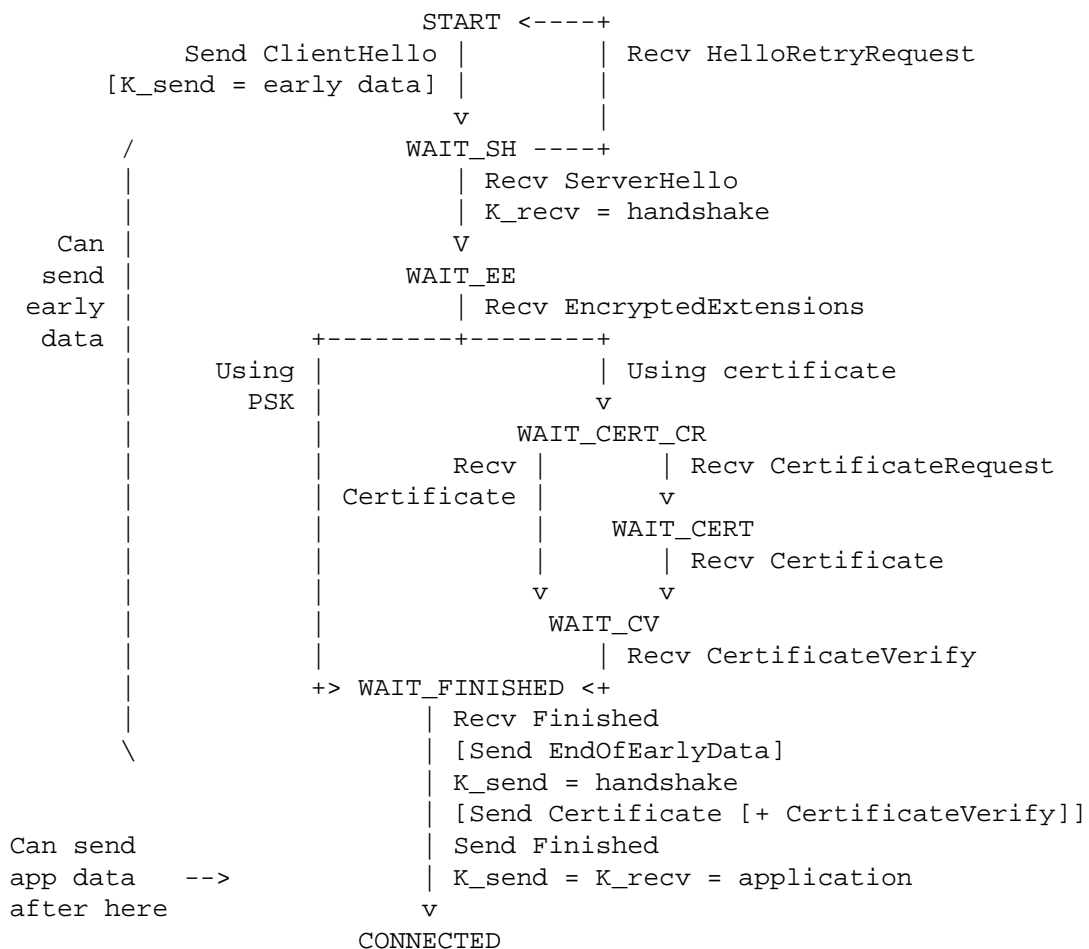 START <----+
Send ClientHello | | Recv HelloRetryRequest
[K_send = early data] | |
v |
/ WAIT_SH ----+
| | Recv ServerHello
| | K_recv = handshake
Can | V
send | WAIT_EE
early | | Recv EncryptedExtensions
data | +--------+--------+
| Using | | Using certificate
| PSK | v
| | WAIT_CERT_CR
| | Recv | | Recv CertificateRequest
| | Certificate | v
| | | WAIT_CERT
| | | | Recv Certificate
| | v v
| | WAIT_CV
| | | Recv CertificateVerify
| +> WAIT_FINISHED <+
| | Recv Finished
\ | [Send EndOfEarlyData]
| K_send = handshake
| [Send Certificate [+ CertificateVerify]]
Can send | Send Finished
app data --> | K_send = K_recv = application
after here v
CONNECTED